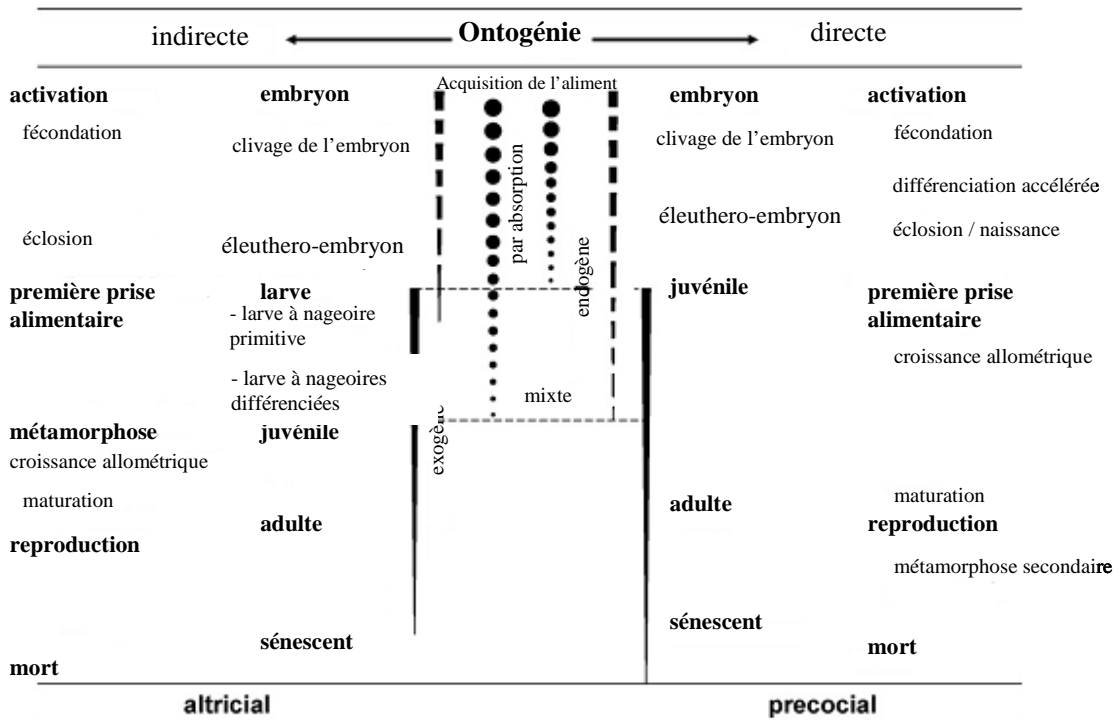 indirecte Ontogénie directe
Acquisition de l'aliment
activation embryon embryon activation
fécondation clivage de l'embryon clivage de l'embryon fécondation
par absorption
différenciation accélérée
éclosion éleuthero-embryon éleuthero-embryon éclosion / naissance
endogène
première prise larve juvénile première prise
alimentaire - larve à nageoire alimentaire
primitive
croissance allométrique
- larve à nageoires
différenciées
mixte
métamorphose juvénile
exogène
croissance allométrique
maturation adulte adulte maturation
reproduction reproduction
métamorphose secondaire
sénescent sénescent
mort mort
altricial precocial